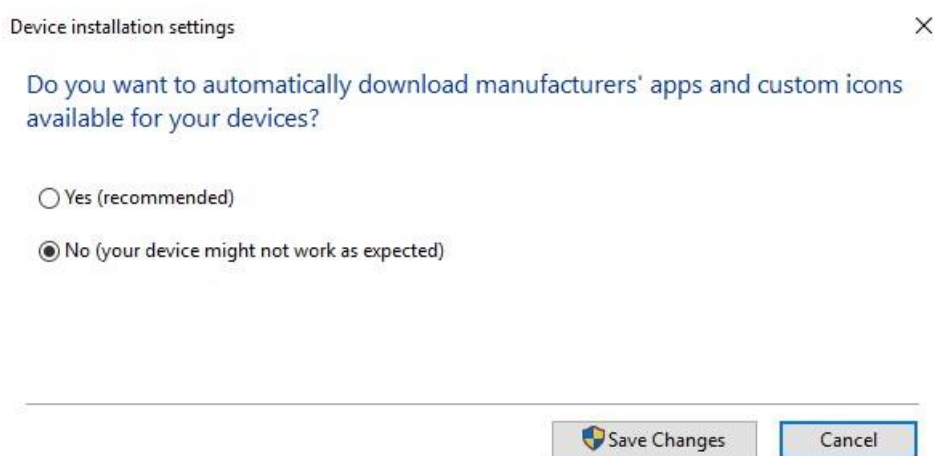 Device installation settings
Do you want to automatically download manufacturers' apps and custom icons
available for your devices?
Yes (recommended)
No (your device might not work as expected)
Save Changes
Cancel